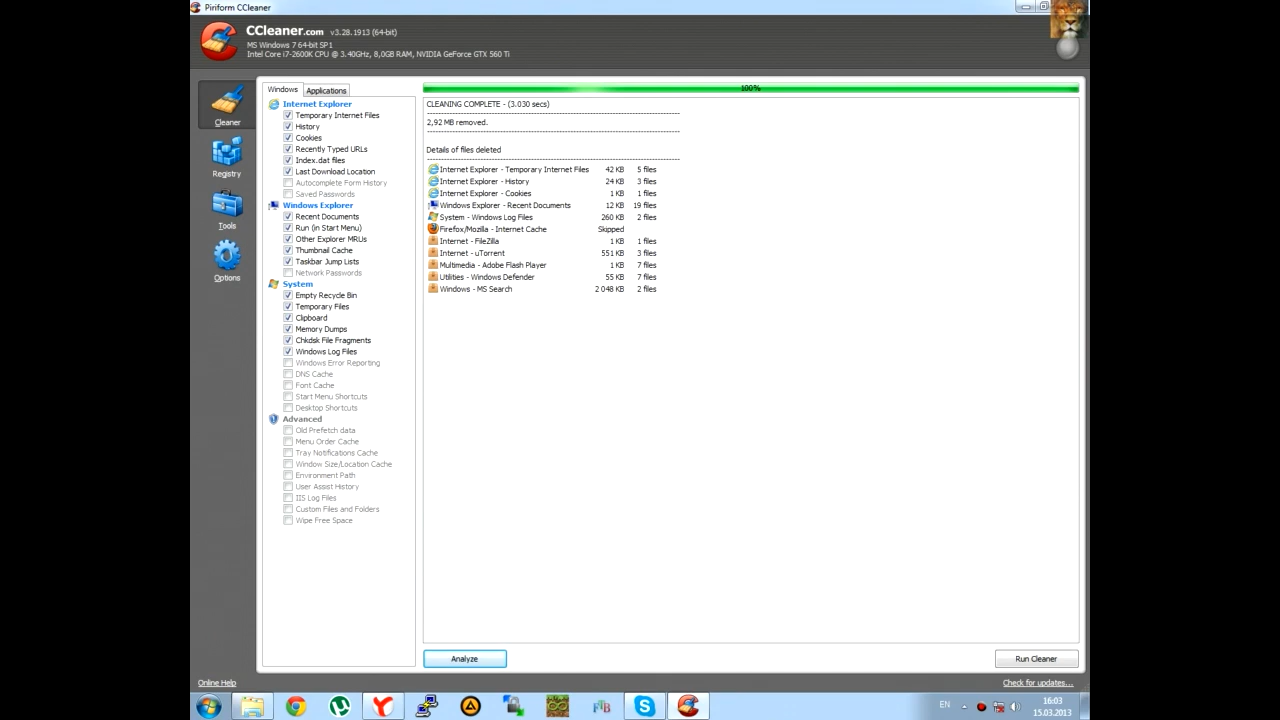 Piriform CCleaner
CCleaner.com v3.28.1913 (64-bit)
MS Windows 7 64-bit SP1
Intel Core i7-2600K CPU @ 3.40GHz, 8,0GB RAM, NVIDIA GeForce GTX 560 Ti
Cleaner
Registry
Tools
Options
Windows
Applications
Internet Explorer
Temporary Internet Files
History
Cookies
Recently Typed URLs
Index.dat files
Last Download Location
Autocomplete Form History
Saved Passwords
Windows Explorer
Recent Documents
Run (in Start Menu)
Other Explorer MRUs
Thumbnail Cache
Taskbar Jump Lists
Network Passwords
System
Empty Recycle Bin
Temporary Files
Clipboard
Memory Dumps
Chkdsk File Fragments
Windows Log Files
Windows Error Reporting
DNS Cache
Font Cache
Start Menu Shortcuts
Desktop Shortcuts
Advanced
Old Prefetch data
Menu Order Cache
Tray Notifications Cache
Window Size/Location Cache
Environment Path
User Assist History
IIS Log Files
Custom Files and Folders
Wipe Free Space
100%
CLEANING COMPLETE - (3.030 secs)
2,92 MB removed.
Details of files deleted
Internet Explorer - Temporary Internet Files 42 KB 5 files
Internet Explorer - History 24 KB 3 files
Internet Explorer - Cookies 1 KB 1 files
Windows Explorer - Recent Documents 12 KB 19 files
System - Windows Log Files 260 KB 2 files
Firefox/Mozilla - Internet Cache Skipped
Internet - FileZilla 1 KB 1 files
Internet - uTorrent 551 KB 3 files
Multimedia - Adobe Flash Player 1 KB 7 files
Utilities - Windows Defender 55 KB 7 files
Windows - MS Search 2 048 KB 2 files
Analyze
Run Cleaner
Online Help
Check for updates...
FTB
EN
16:03
15.03.2013